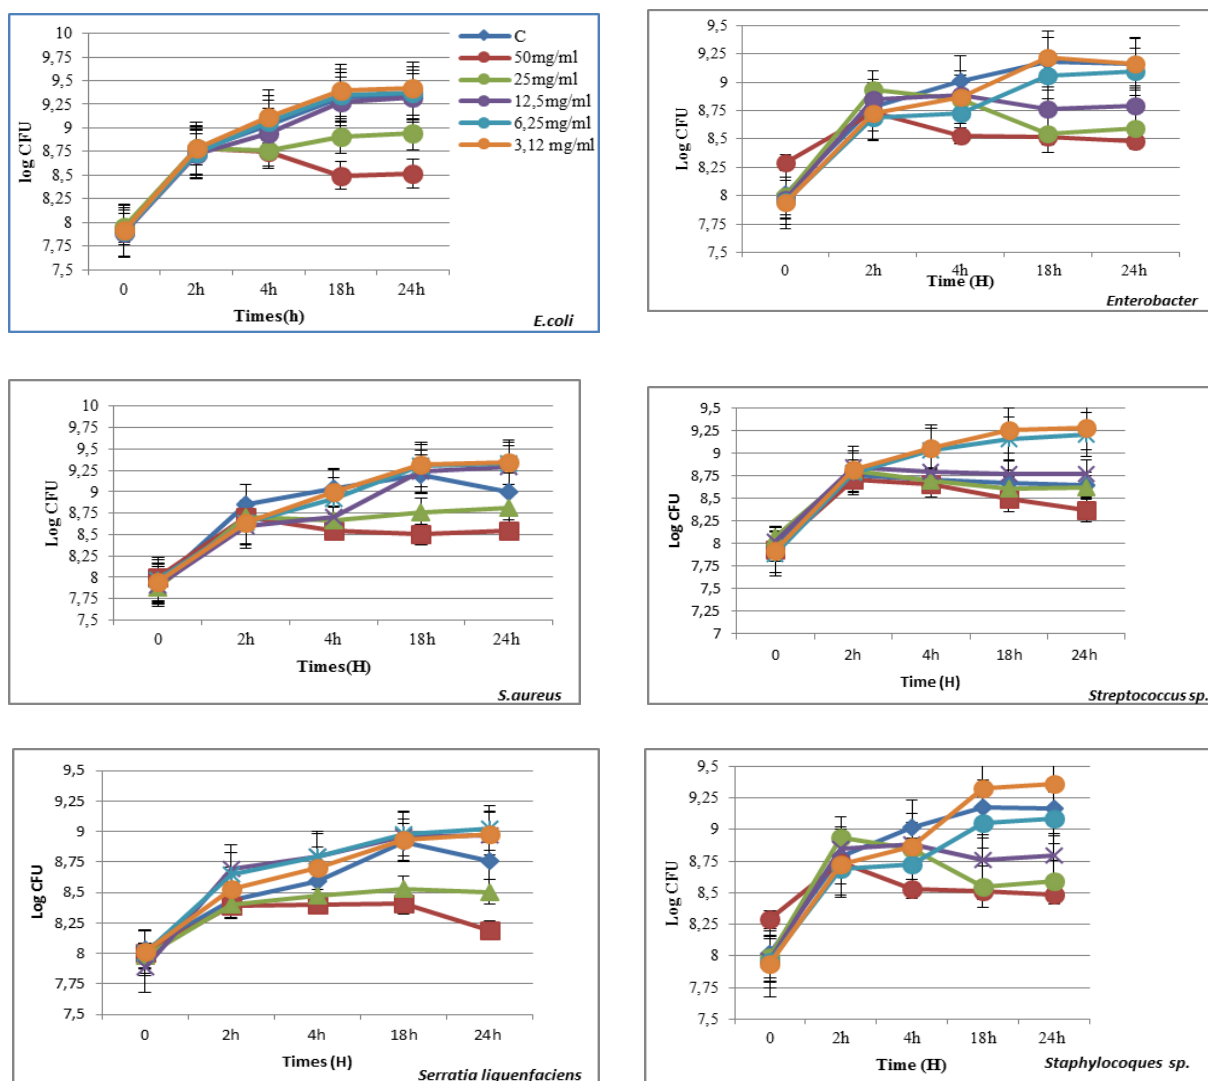 10
9,75
9,5
9,25
9
8,75
8,5
8,25
8
7,75
7,5
log CFU
0 2h 4h 18h 24h
Times(h)
E.coli
C
50mg/ml
25mg/ml
12,5mg/ml
6,25mg/ml
3,12 mg/ml
9,5
9,25
9
8,75
8,5
8,25
8
7,75
7,5
Log CFU
0 2h 4h 18h 24h
Time (H)
Enterobacter
10
9,75
9,5
9,25
9
8,75
8,5
8,25
8
7,75
7,5
Log CFU
0 2h 4h 18h 24h
Times(H)
S.aureus
9,5
9,25
9
8,75
8,5
8,25
8
7,75
7,5
7,25
7
Log CFU
0 2h 4h 18h 24h
Time (H)
Streptococcus sp.
9,5
9,25
9
8,75
8,5
8,25
8
7,75
7,5
Log CFU
0 2h 4h 18h 24h
Times (H)
Serratia liquenfaciens
9,5
9,25
9
8,75
8,5
8,25
8
7,75
7,5
Log CFU
0 2h 4h 18h 24h
Time (H)
Staphylocoques sp.